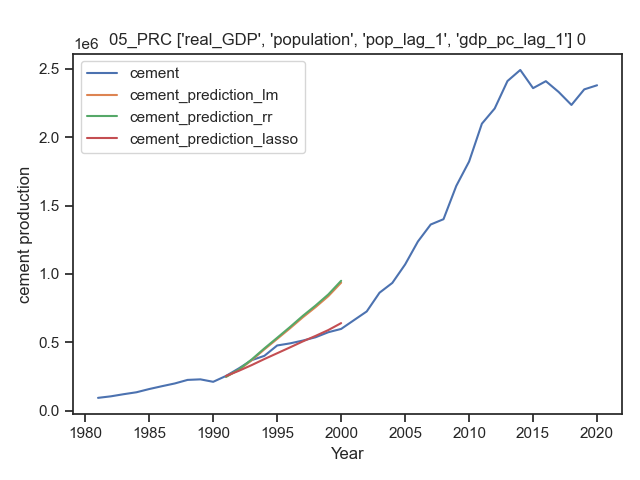 05_PRC ['real_GDP', 'population', 'pop_lag_1', 'gdp_pc_lag_1'] 0
1e6
cement
cement_prediction_lm
cement_prediction_rr
cement_prediction_lasso
2.5
2.0
1.5
1.0
0.5
0.0
cement production
1980 1985 1990 1995 2000 2005 2010 2015 2020
Year